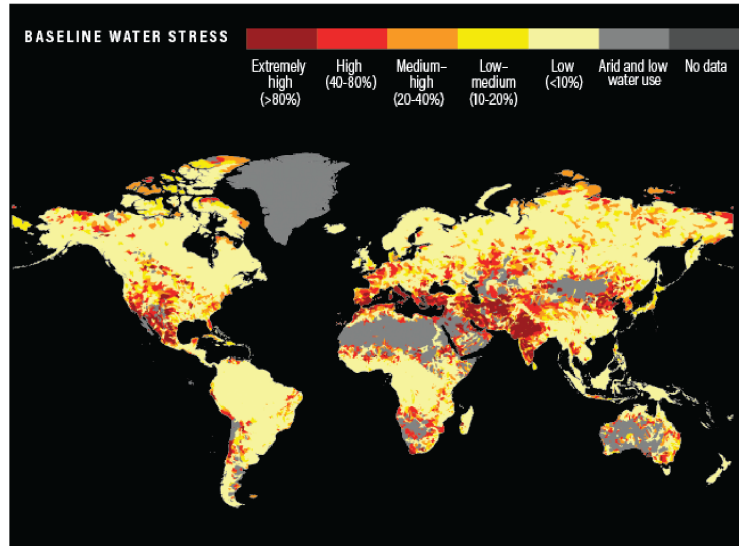 BASELINE WATER STRESS
Extremely high (>80%)
High (40-80%)
Medium–high (20-40%)
Low–medium (10-20%)
Low (<10%)
Arid and low water use
No data